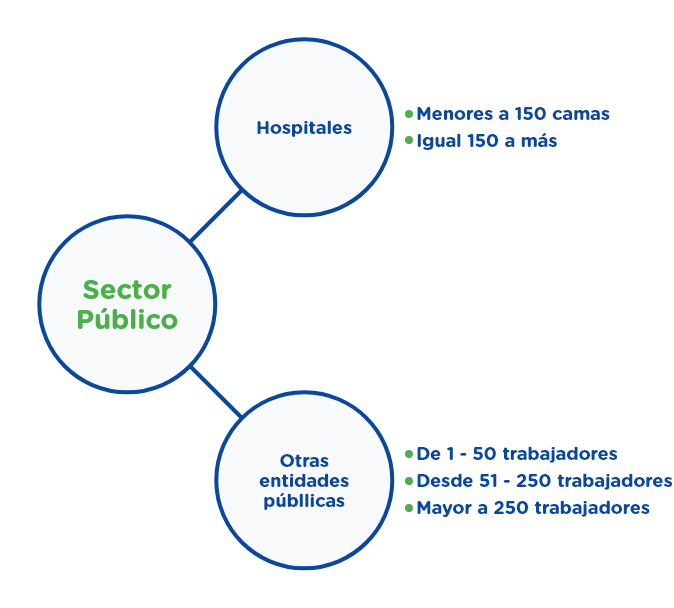 Hospitales
Menores a 150 camas
Igual 150 a más
Sector
Público
Otras
entidades
públlicas
De 1 - 50 trabajadores
Desde 51 - 250 trabajadores
Mayor a 250 trabajadores